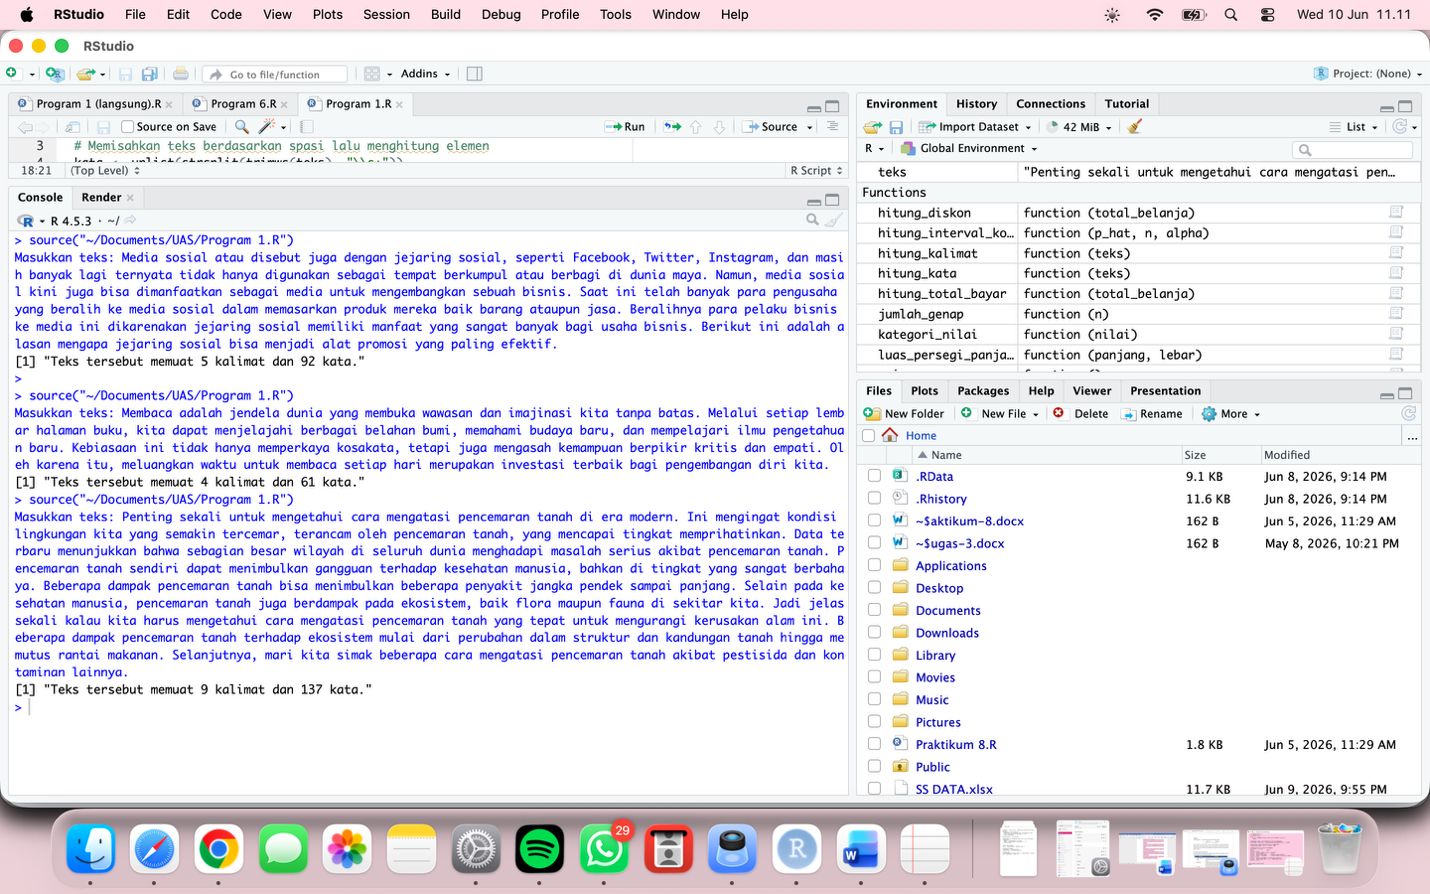 RStudio File Edit Code View Plots Session Build Debug Profile Tools Window Help Wed 10 Jun 11.11
RStudio
Go to file/function Addins Project: (None)
Program 1 (langsung).R Program 6.R Program 1.R
Source on Save Run Source
3 # Memisahkan teks berdasarkan spasi lalu menghitung elemen
4 kata <- unlist(strsplit(trimws(teks), "\\s+"))
18:21 (Top Level) R Script
Console Render
R 4.5.3 · ~/
> source("~/Documents/UAS/Program 1.R")
Masukkan teks: Media sosial atau disebut juga dengan jejaring sosial, seperti Facebook, Twitter, Instagram, dan masi
h banyak lagi ternyata tidak hanya digunakan sebagai tempat berkumpul atau berbagi di dunia maya. Namun, media sosia
l kini juga bisa dimanfaatkan sebagai media untuk mengembangkan sebuah bisnis. Saat ini telah banyak para pengusaha
yang beralih ke media sosial dalam memasarkan produk mereka baik barang ataupun jasa. Beralihnya para pelaku bisnis
ke media ini dikarenakan jejaring sosial memiliki manfaat yang sangat banyak bagi usaha bisnis. Berikut ini adalah a
lasan mengapa jejaring sosial bisa menjadi alat promosi yang paling efektif.
[1] "Teks tersebut memuat 5 kalimat dan 92 kata."
>
> source("~/Documents/UAS/Program 1.R")
Masukkan teks: Membaca adalah jendela dunia yang membuka wawasan dan imajinasi kita tanpa batas. Melalui setiap lemb
ar halaman buku, kita dapat menjelajahi berbagai belahan bumi, memahami budaya baru, dan mempelajari ilmu pengetahua
n baru. Kebiasaan ini tidak hanya memperkaya kosakata, tetapi juga mengasah kemampuan berpikir kritis dan empati. Ol
eh karena itu, meluangkan waktu untuk membaca setiap hari merupakan investasi terbaik bagi pengembangan diri kita.
[1] "Teks tersebut memuat 4 kalimat dan 61 kata."
> source("~/Documents/UAS/Program 1.R")
Masukkan teks: Penting sekali untuk mengetahui cara mengatasi pencemaran tanah di era modern. Ini mengingat kondisi
lingkungan kita yang semakin tercemar, terancam oleh pencemaran tanah, yang mencapai tingkat memprihatinkan. Data te
rbaru menunjukkan bahwa sebagian besar wilayah di seluruh dunia menghadapi masalah serius akibat pencemaran tanah. P
encemaran tanah sendiri dapat menimbulkan gangguan terhadap kesehatan manusia, bahkan di tingkat yang sangat berbaha
ya. Beberapa dampak pencemaran tanah bisa menimbulkan beberapa penyakit jangka pendek sampai panjang. Selain pada ke
sehatan manusia, pencemaran tanah juga berdampak pada ekosistem, baik flora maupun fauna di sekitar kita. Jadi jelas
sekali kalau kita harus mengetahui cara mengatasi pencemaran tanah yang tepat untuk mengurangi kerusakan alam ini. B
eberapa dampak pencemaran tanah terhadap ekosistem mulai dari perubahan dalam struktur dan kandungan tanah hingga me
mutus rantai makanan. Selanjutnya, mari kita simak beberapa cara mengatasi pencemaran tanah akibat pestisida dan kon
taminan lainnya.
[1] "Teks tersebut memuat 9 kalimat dan 137 kata."
>
Environment History Connections Tutorial
Import Dataset 42 MiB List
R Global Environment
teks "Penting sekali untuk mengetahui cara mengatasi pen…
Functions
hitung_diskon function (total_belanja)
hitung_interval_ko… function (p_hat, n, alpha)
hitung_kalimat function (teks)
hitung_kata function (teks)
hitung_total_bayar function (total_belanja)
jumlah_genap function (n)
kategori_nilai function (nilai)
luas_persegi_panja… function (panjang, lebar)
Files Plots Packages Help Viewer Presentation
New Folder New File Delete Rename More
Home ...
Name Size Modified
.RData 9.1 KB Jun 8, 2026, 9:14 PM
.Rhistory 11.6 KB Jun 8, 2026, 9:14 PM
~$aktikum-8.docx 162 B Jun 5, 2026, 11:29 AM
~$ugas-3.docx 162 B May 8, 2026, 10:21 PM
Applications
Desktop
Documents
Downloads
Library
Movies
Music
Pictures
Praktikum 8.R 1.8 KB Jun 5, 2026, 11:29 AM
Public
SS DATA.xlsx 11.7 KB Jun 9, 2026, 9:55 PM
29